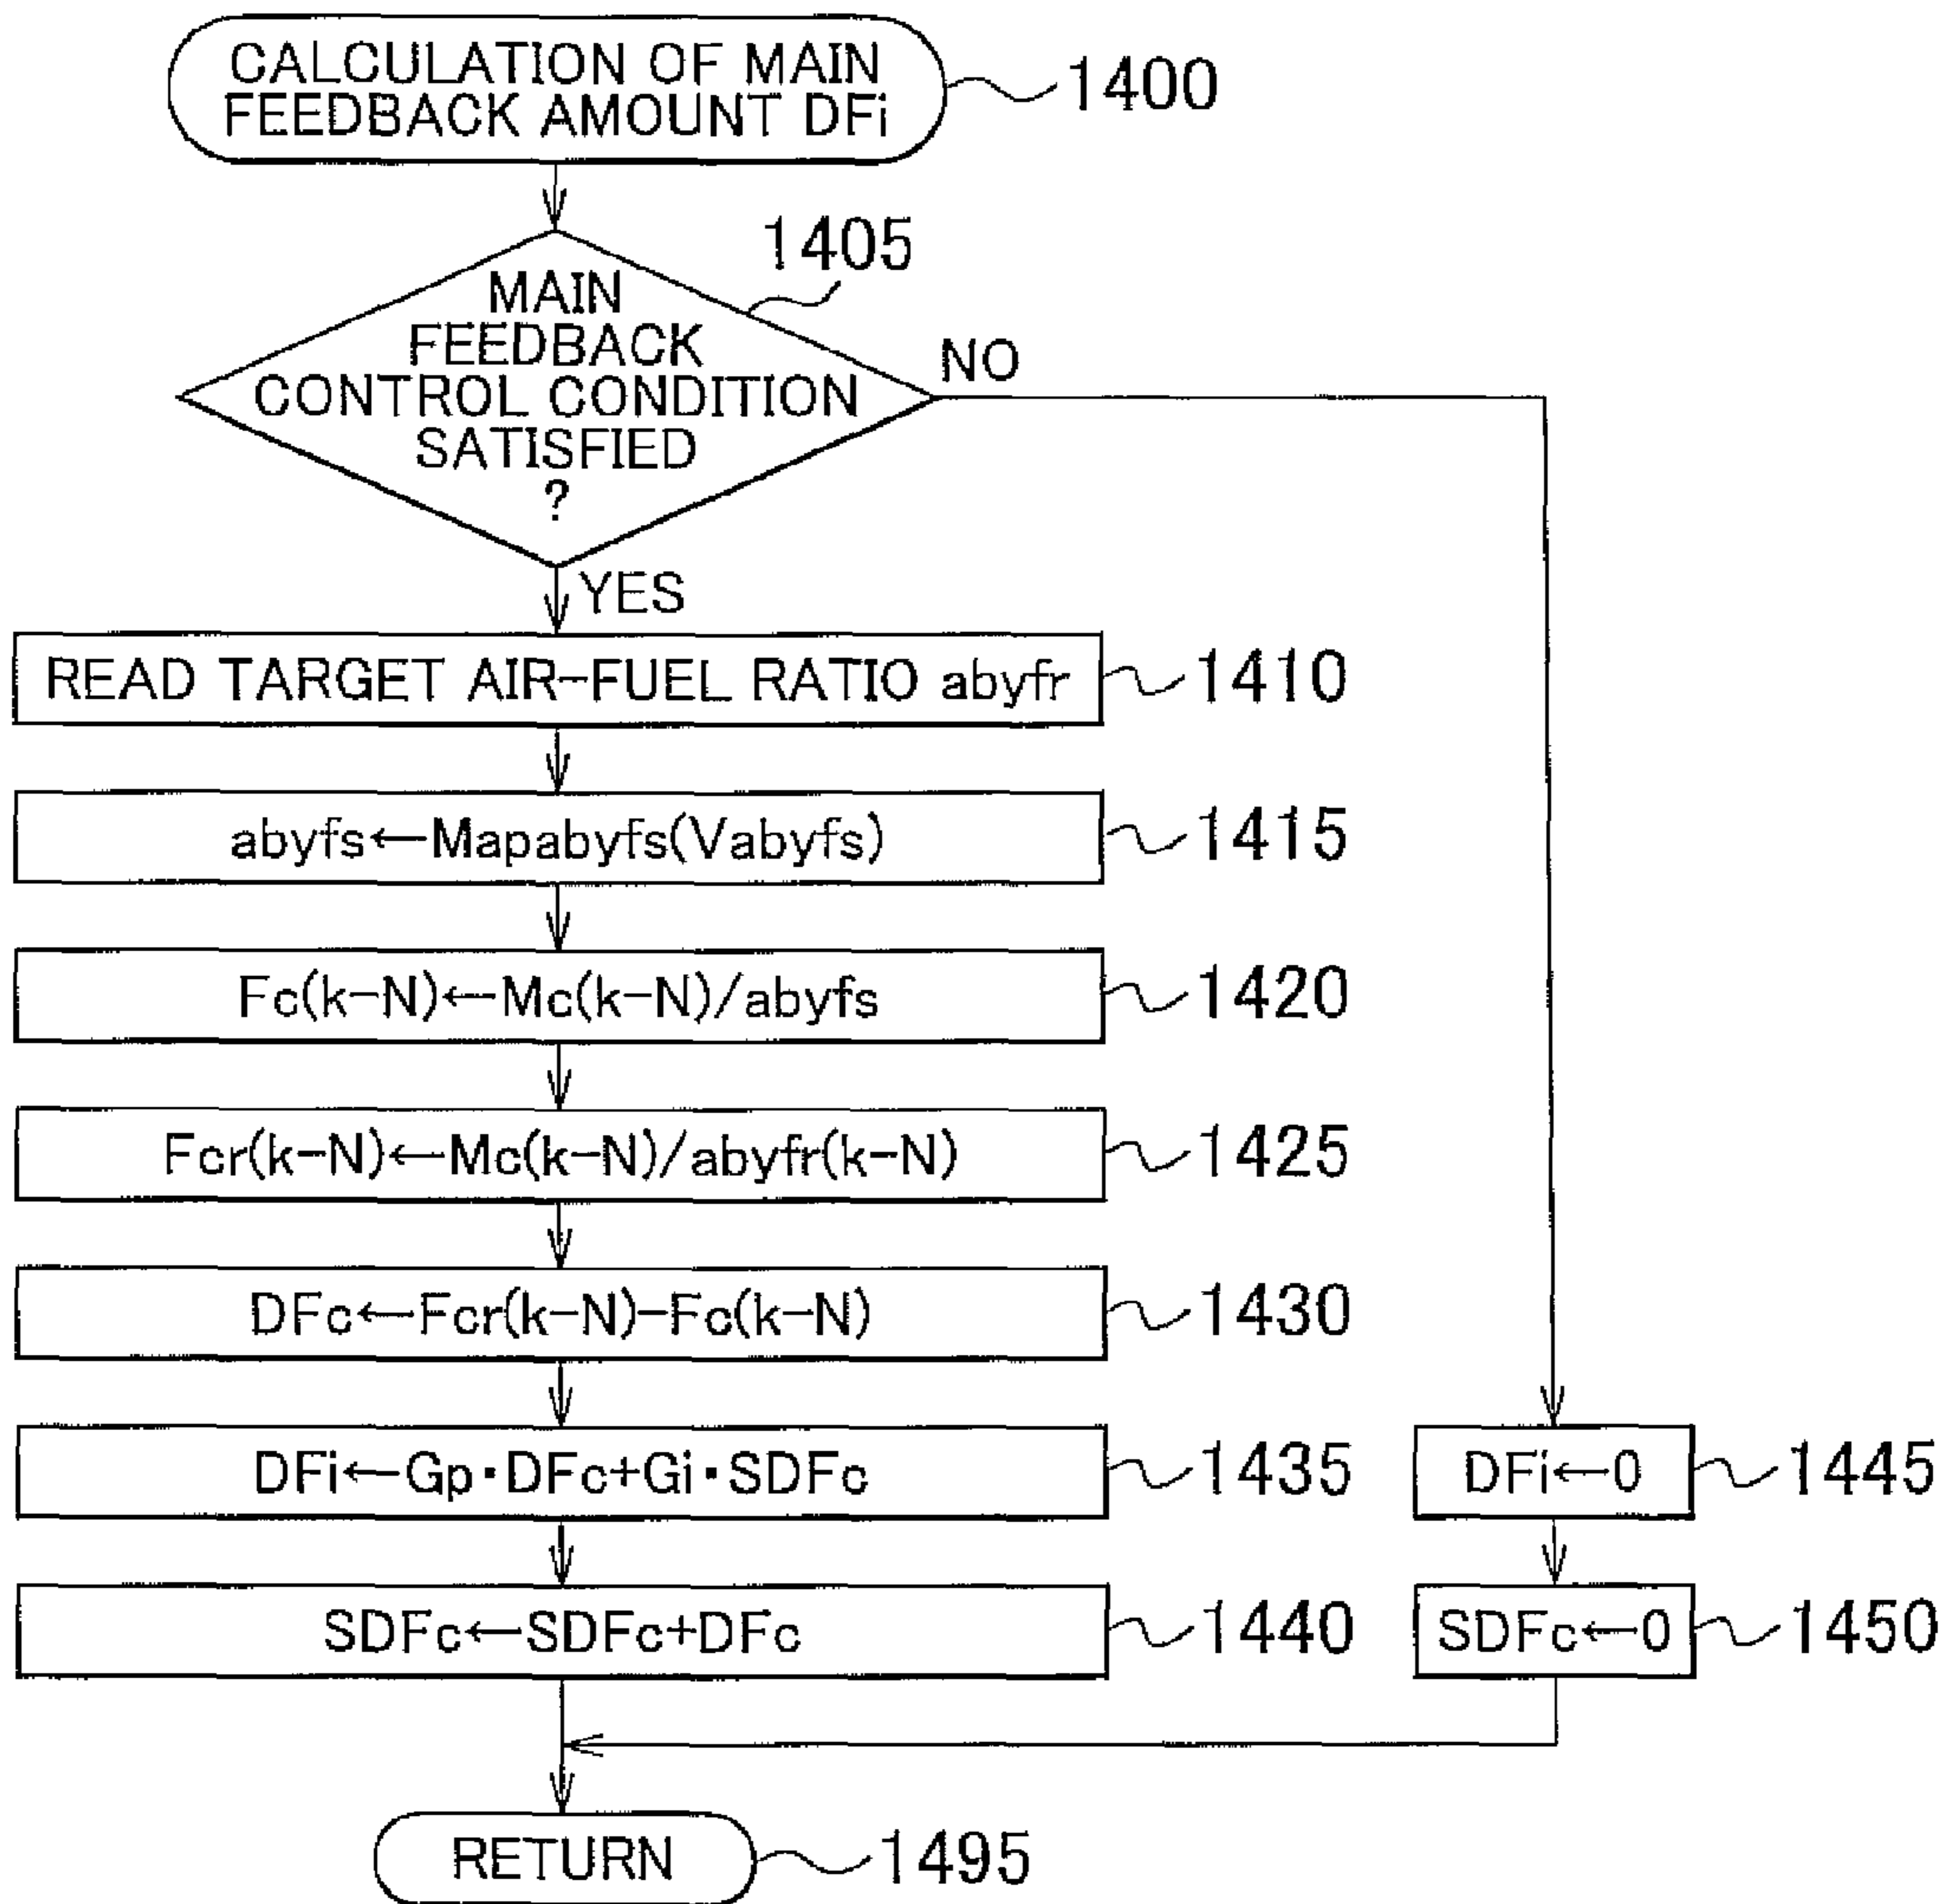 CALCULATION OF MAIN
FEEDBACK AMOUNT DFi
1400
1405
MAIN
FEEDBACK
CONTROL CONDITION
SATISFIED
?
NO
YES
READ TARGET AIR-FUEL RATIO abyfr
1410
abyfs←Mapabyfs(Vabyfs)
1415
Fc(k-N)←Mc(k-N)/abyfs
1420
Fcr(k-N)←Mc(k-N)/abyfr(k-N)
1425
DFc←Fcr(k-N)-Fc(k-N)
1430
DFi←Gp·DFc+Gi·SDFc
1435
DFi←0
1445
SDFc←SDFc+DFc
1440
SDFc←0
1450
RETURN
1495